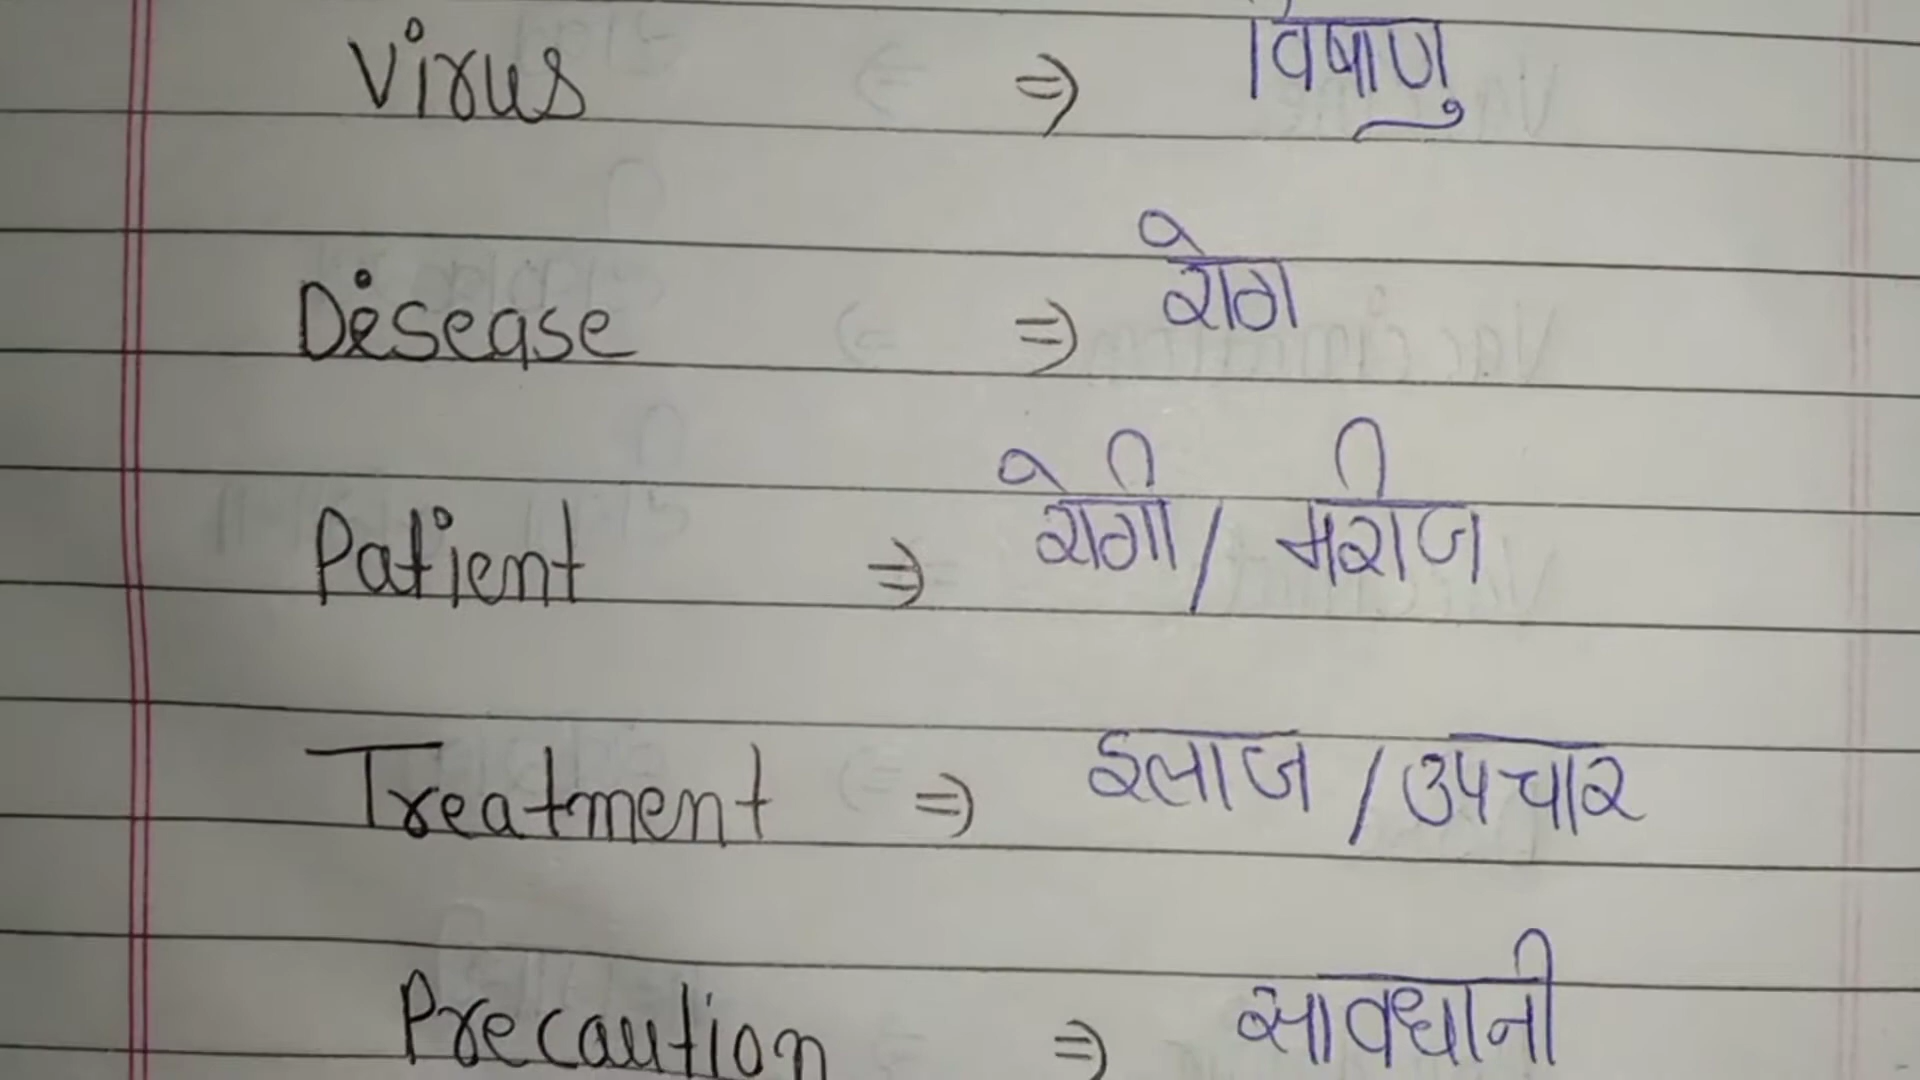 Virus ⇒ विषाणु
Disease ⇒ रोग
Patient ⇒ रोगी / मरीज
Treatment ⇒ इलाज / उपचार
Precaution ⇒ सावधानी